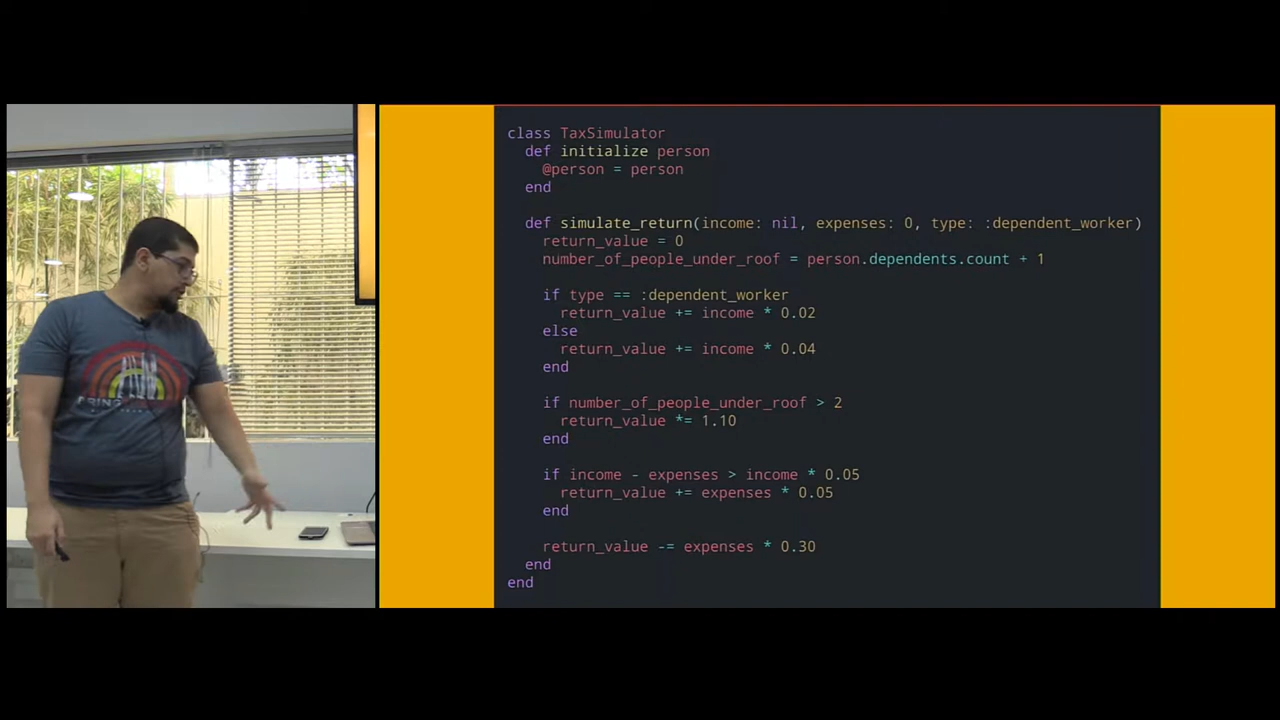 class TaxSimulator
def initialize person
@person = person
end
def simulate_return(income: nil, expenses: 0, type: :dependent_worker)
return_value = 0
number_of_people_under_roof = person.dependents.count + 1
if type == :dependent_worker
return_value += income * 0.02
else
return_value += income * 0.04
end
if number_of_people_under_roof > 2
return_value *= 1.10
end
if income - expenses > income * 0.05
return_value += expenses * 0.05
end
return_value -= expenses * 0.30
end
end